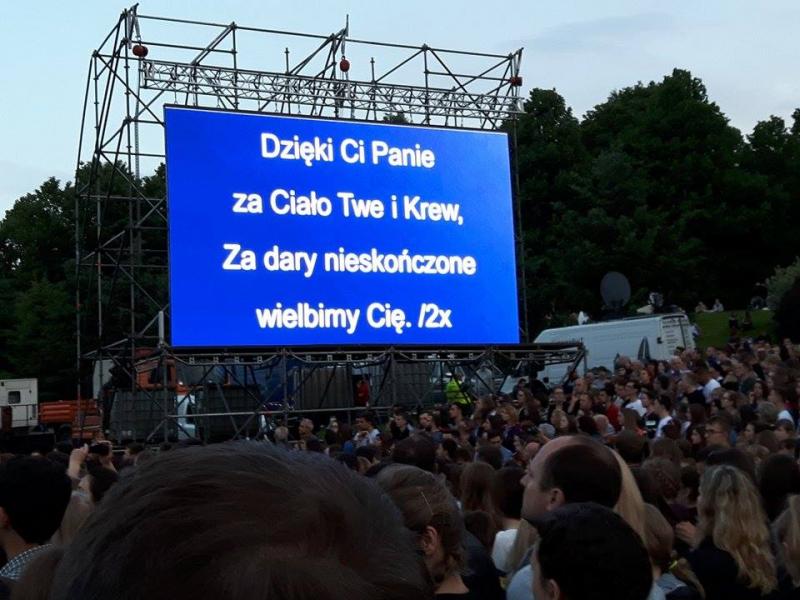 Dzięki Ci Panie
za Ciało Twe i Krew,
Za dary nieskończone
wielbimy Cię. /2x